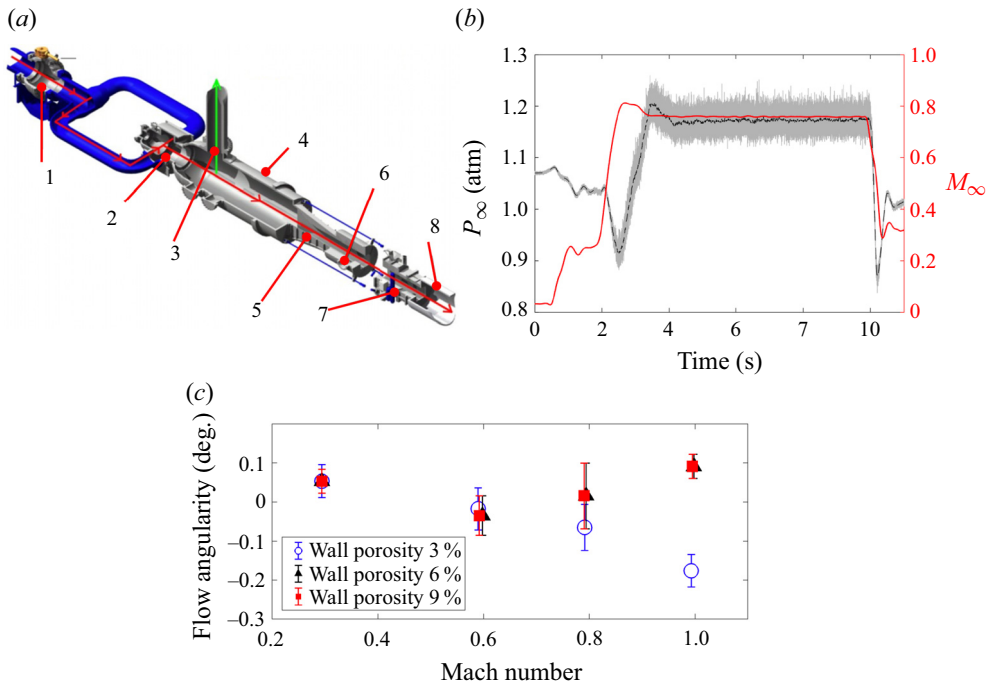 (a)
1
2
3
4
5
6
7
8
(b)
1.3
1.2
1.1
1.0
0.9
0.8
P∞ (atm)
1.0
0.8
0.6
0.4
0.2
0
M∞
0 2 4 6 2 8 10
Time (s)
(c)
Flow angularity (deg.)
0.1
0
–0.1
–0.2
–0.3
Wall porosity 3 %
Wall porosity 6 %
Wall porosity 9 %
0.2 0.4 0.6 0.8 1.0
Mach number